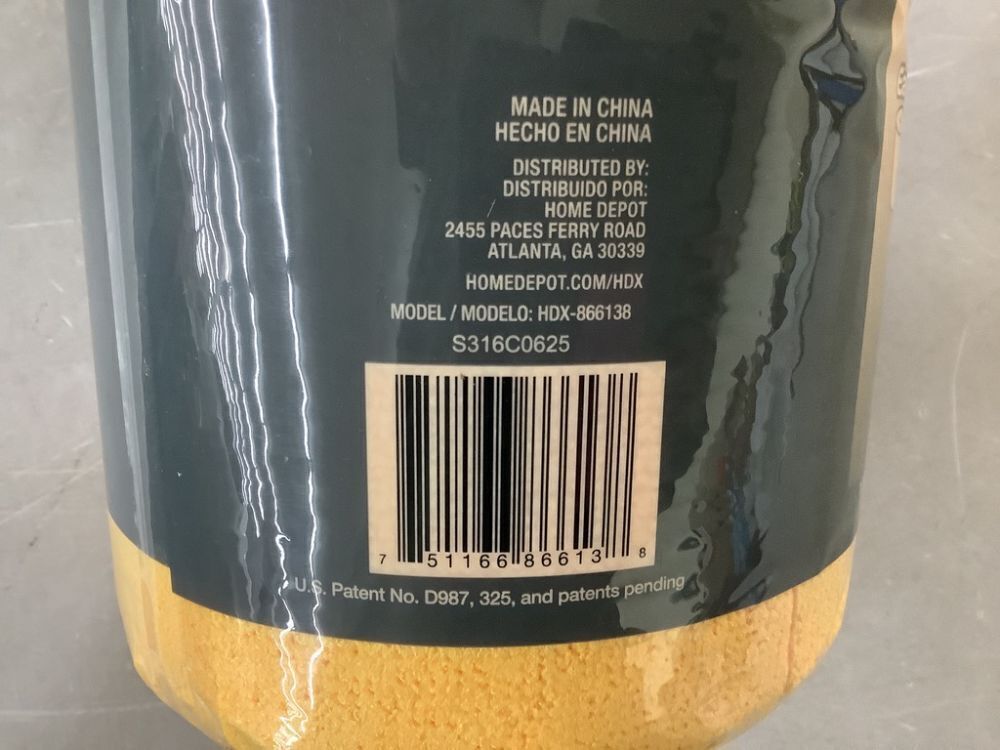 MADE IN CHINA
HECHO EN CHINA
DISTRIBUTED BY:
DISTRIBUIDO POR:
HOME DEPOT
2455 PACES FERRY ROAD
ATLANTA, GA 30339
HOMEDEPOT.COM/HDX
MODEL / MODELO: HDX-866138
S316C0625
7 51166 86613 8
U.S. Patent No. D987, 325, and patents pending